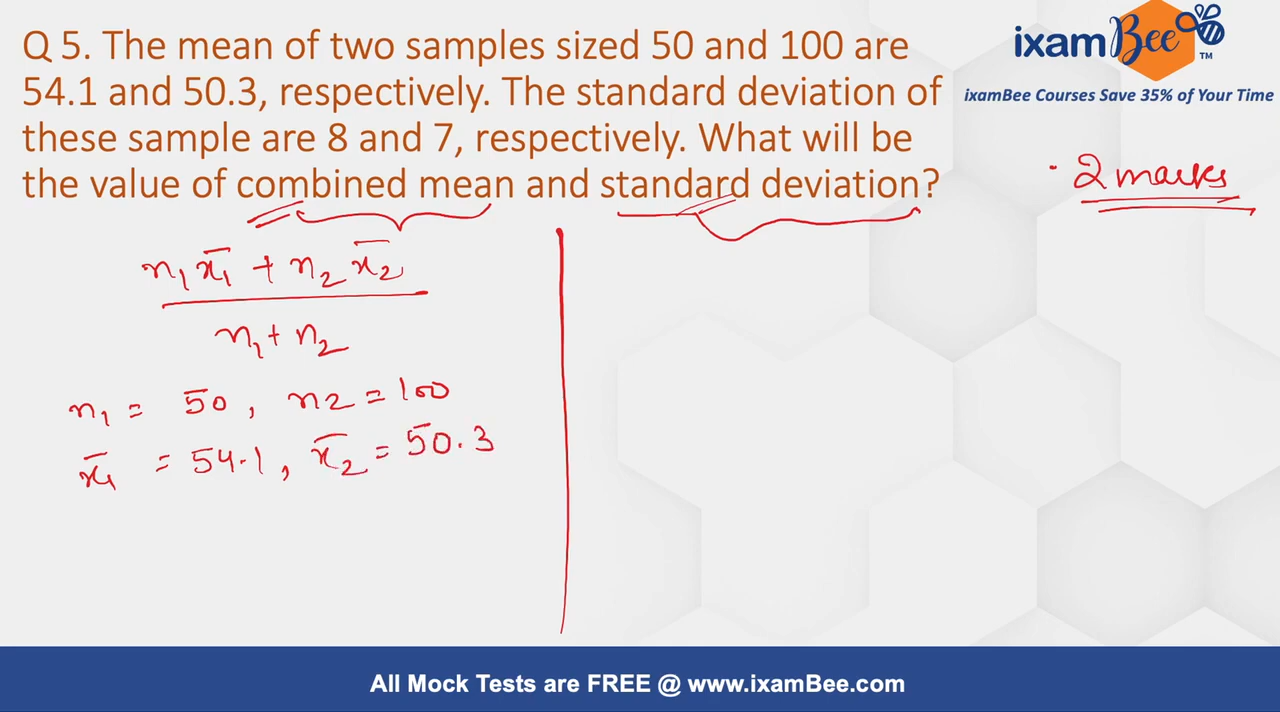 Q 5. The mean of two samples sized 50 and 100 are
54.1 and 50.3, respectively. The standard deviation of
these sample are 8 and 7, respectively. What will be
the value of combined mean and standard deviation?
ixamBee™
ixamBee Courses Save 35% of Your Time
2 marks
n₁x̄₁ + n₂x̄₂
n₁ + n₂
n₁ = 50, n2 = 100
x̄₁ = 54.1, x̄₂ = 50.3
All Mock Tests are FREE @ www.ixamBee.com